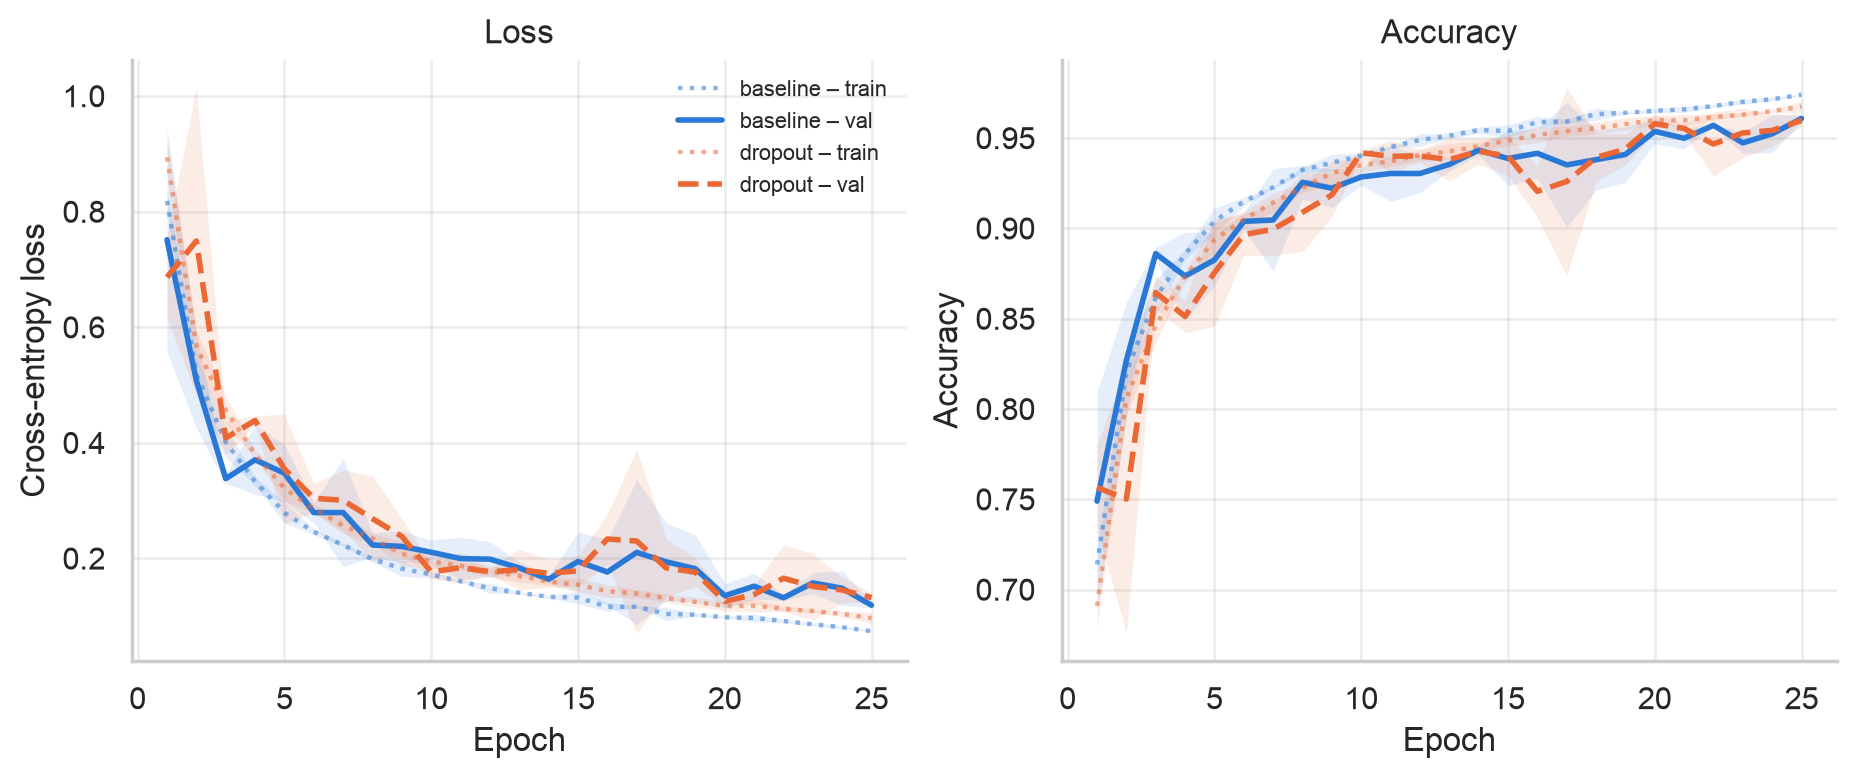 Loss
Cross-entropy loss
1.0
0.8
0.6
0.4
0.2
baseline – train
baseline – val
dropout – train
dropout – val
0 5 10 15 20 25
Epoch
Accuracy
Accuracy
0.95
0.90
0.85
0.80
0.75
0.70
0 5 10 15 20 25
Epoch